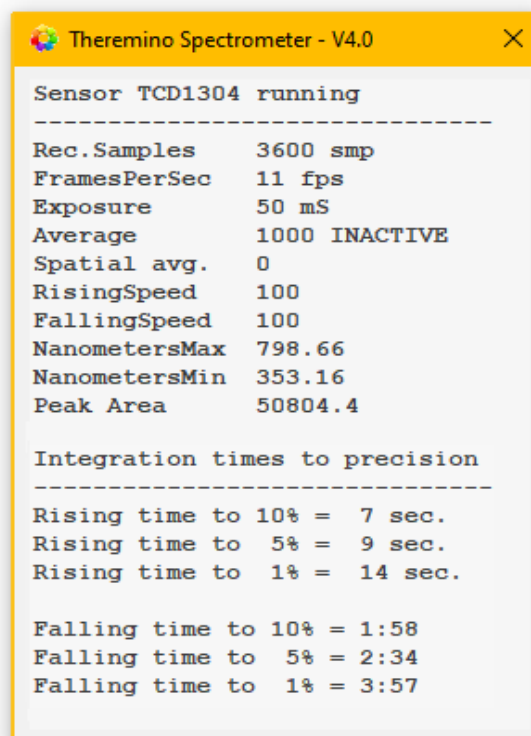 Theremino Spectrometer - V4.0
Sensor TCD1304 running
---------------------------------
Rec.Samples 3600 smp
FramesPerSec 11 fps
Exposure 50 mS
Average 1000 INACTIVE
Spatial avg. 0
RisingSpeed 100
FallingSpeed 100
NanometersMax 798.66
NanometersMin 353.16
Peak Area 50804.4
Integration times to precision
---------------------------------
Rising time to 10% = 7 sec.
Rising time to 5% = 9 sec.
Rising time to 1% = 14 sec.
Falling time to 10% = 1:58
Falling time to 5% = 2:34
Falling time to 1% = 3:57